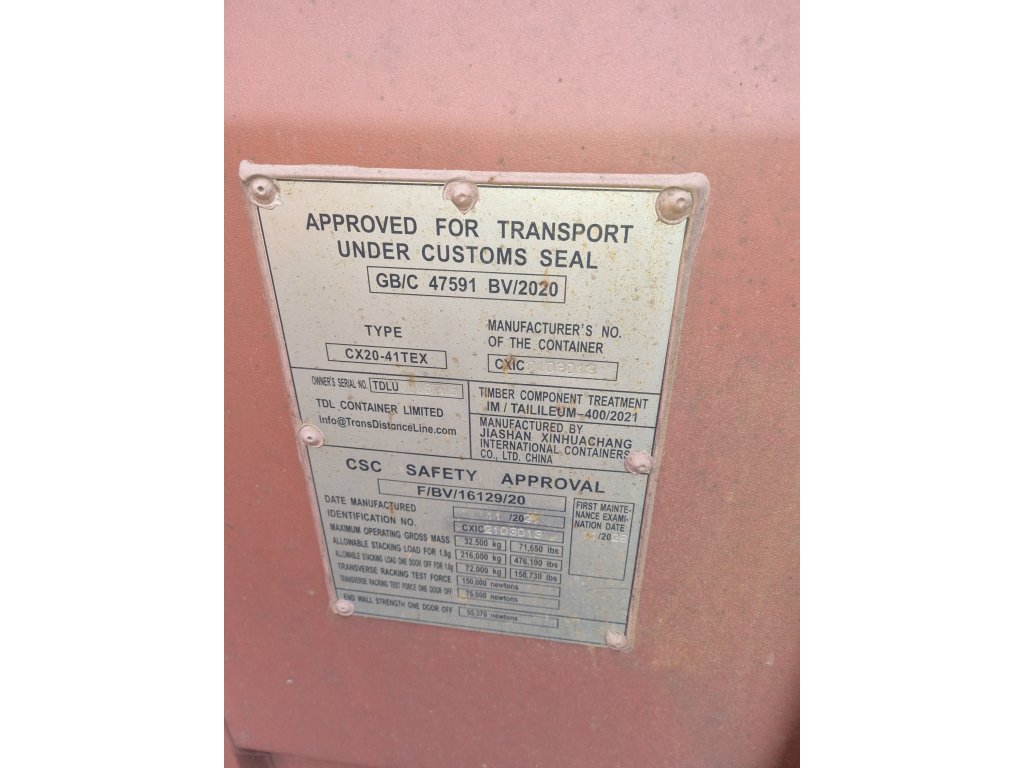 APPROVED FOR TRANSPORT
UNDER CUSTOMS SEAL
GB/C 47591 BV/2020
TYPE
CX20-41TEX
MANUFACTURER'S NO.
OF THE CONTAINER
CXIC 2103013
OWNER'S SERIAL NO. TDLU
TDL CONTAINER LIMITED
Info@TransDistanceLine.com
TIMBER COMPONENT TREATMENT
IM / TAILILEUM-400/2021
MANUFACTURED BY
JIASHAN XINHUACHANG
INTERNATIONAL CONTAINERS
CO., LTD. CHINA
CSC SAFETY APPROVAL
F/BV/16129/20
DATE MANUFACTURED
IDENTIFICATION NO. CXIC2103013
MAXIMUM OPERATING GROSS MASS 32,500 kg 71,650 lbs
ALLOWABLE STACKING LOAD FOR 1.8g 216,000 kg 476,190 lbs
ALLOWABLE STACKING LOAD ONE DOOR OFF FOR 1.8g 72,000 kg 158,730 lbs
TRANSVERSE RACKING TEST FORCE 150,000 newtons
TRANSVERSE RACKING TEST FORCE ONE DOOR OFF 75,000 newtons
END WALL STRENGTH ONE DOOR OFF 55,370 newtons
FIRST MAINTE-
NANCE EXAMI-
NATION DATE